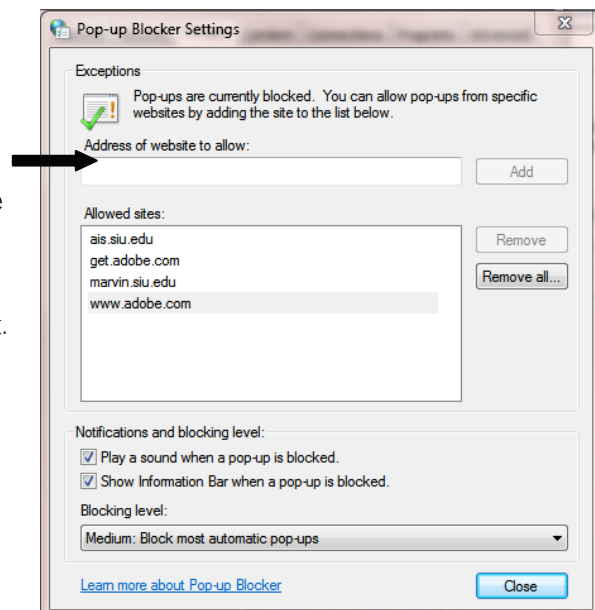 Pop-up Blocker Settings
Exceptions
Pop-ups are currently blocked. You can allow pop-ups from specific
websites by adding the site to the list below.
Address of website to allow:
Add
e
Allowed sites:
ais.siu.edu
Remove
get.adobe.com
Remove all...
marvin.siu.edu
www.adobe.com
Notifications and blocking level:
Play a sound when a pop-up is blocked.
Show Information Bar when a pop-up is blocked.
Blocking level:
Medium: Block most automatic pop-ups
Learn more about Pop-up Blocker
Close